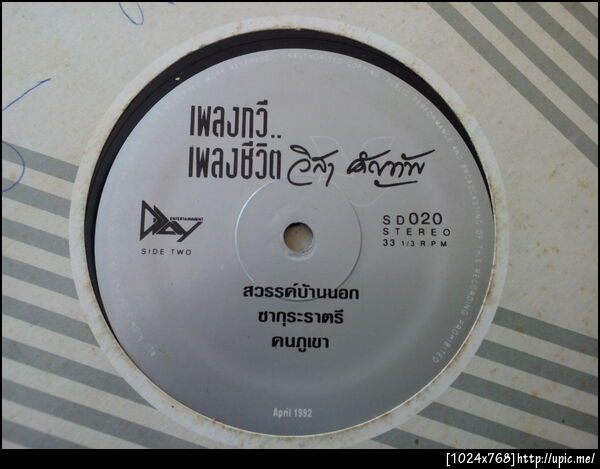 เพลงกวี..
เพลงชีวิต วิสา คัญทัพ
D DAY
ENTERTAINMENT
SIDE TWO
SD020
STEREO
33 1/3 RPM
สวรรค์บ้านนอก
ซากุระราตรี
คนภูเขา
April 1992
[1024x768]http://upic.me/